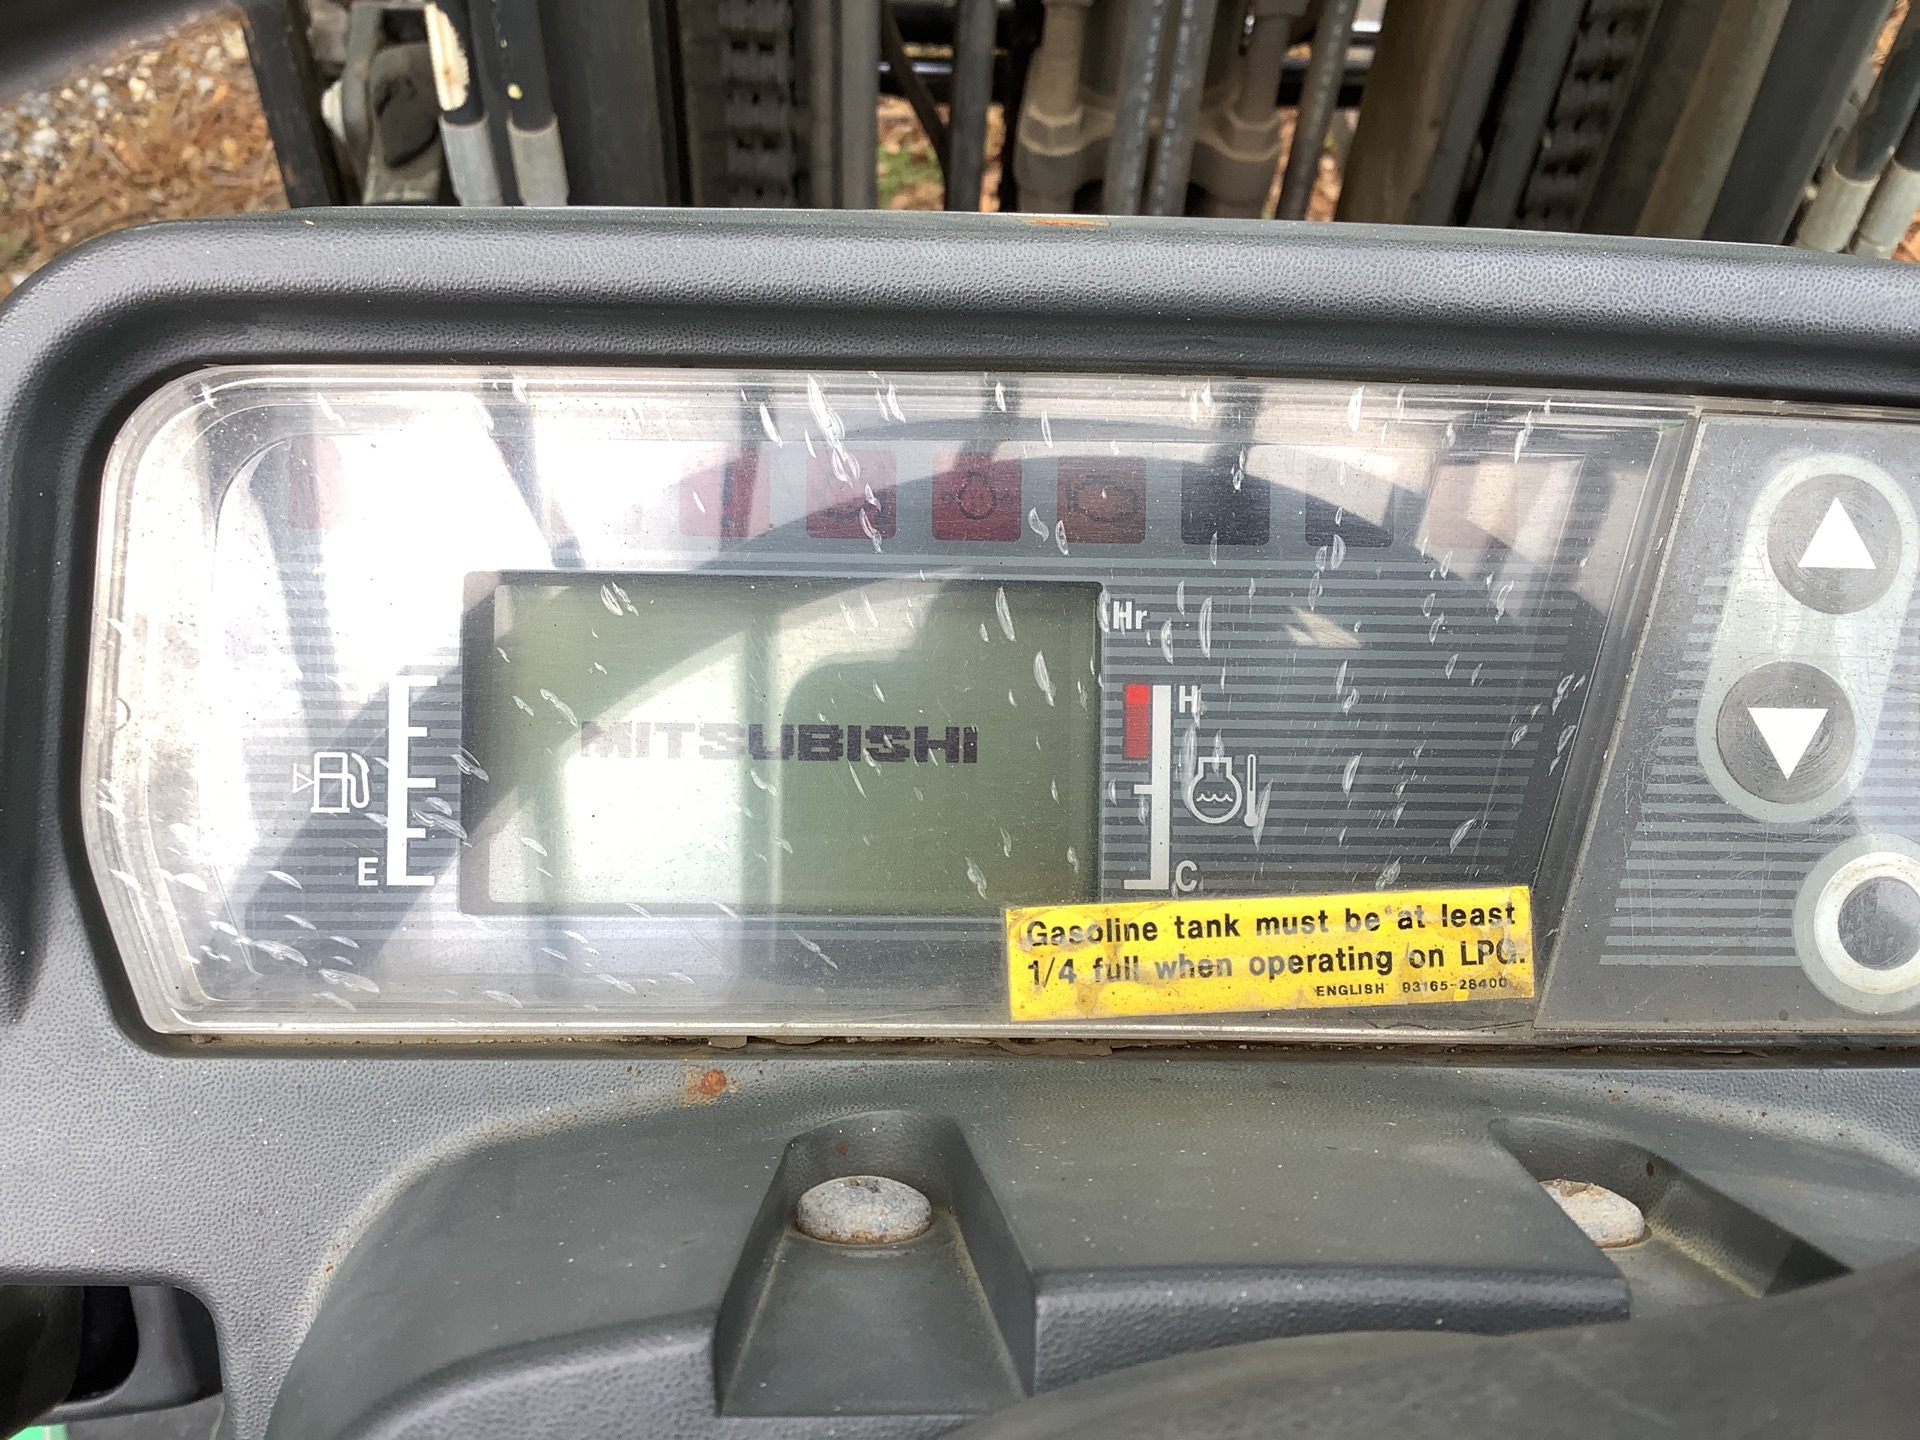 Hr
MITSUBISHI
H
E
C
Gasoline tank must be at least
1/4 full when operating on LPG.
ENGLISH 93165-28400